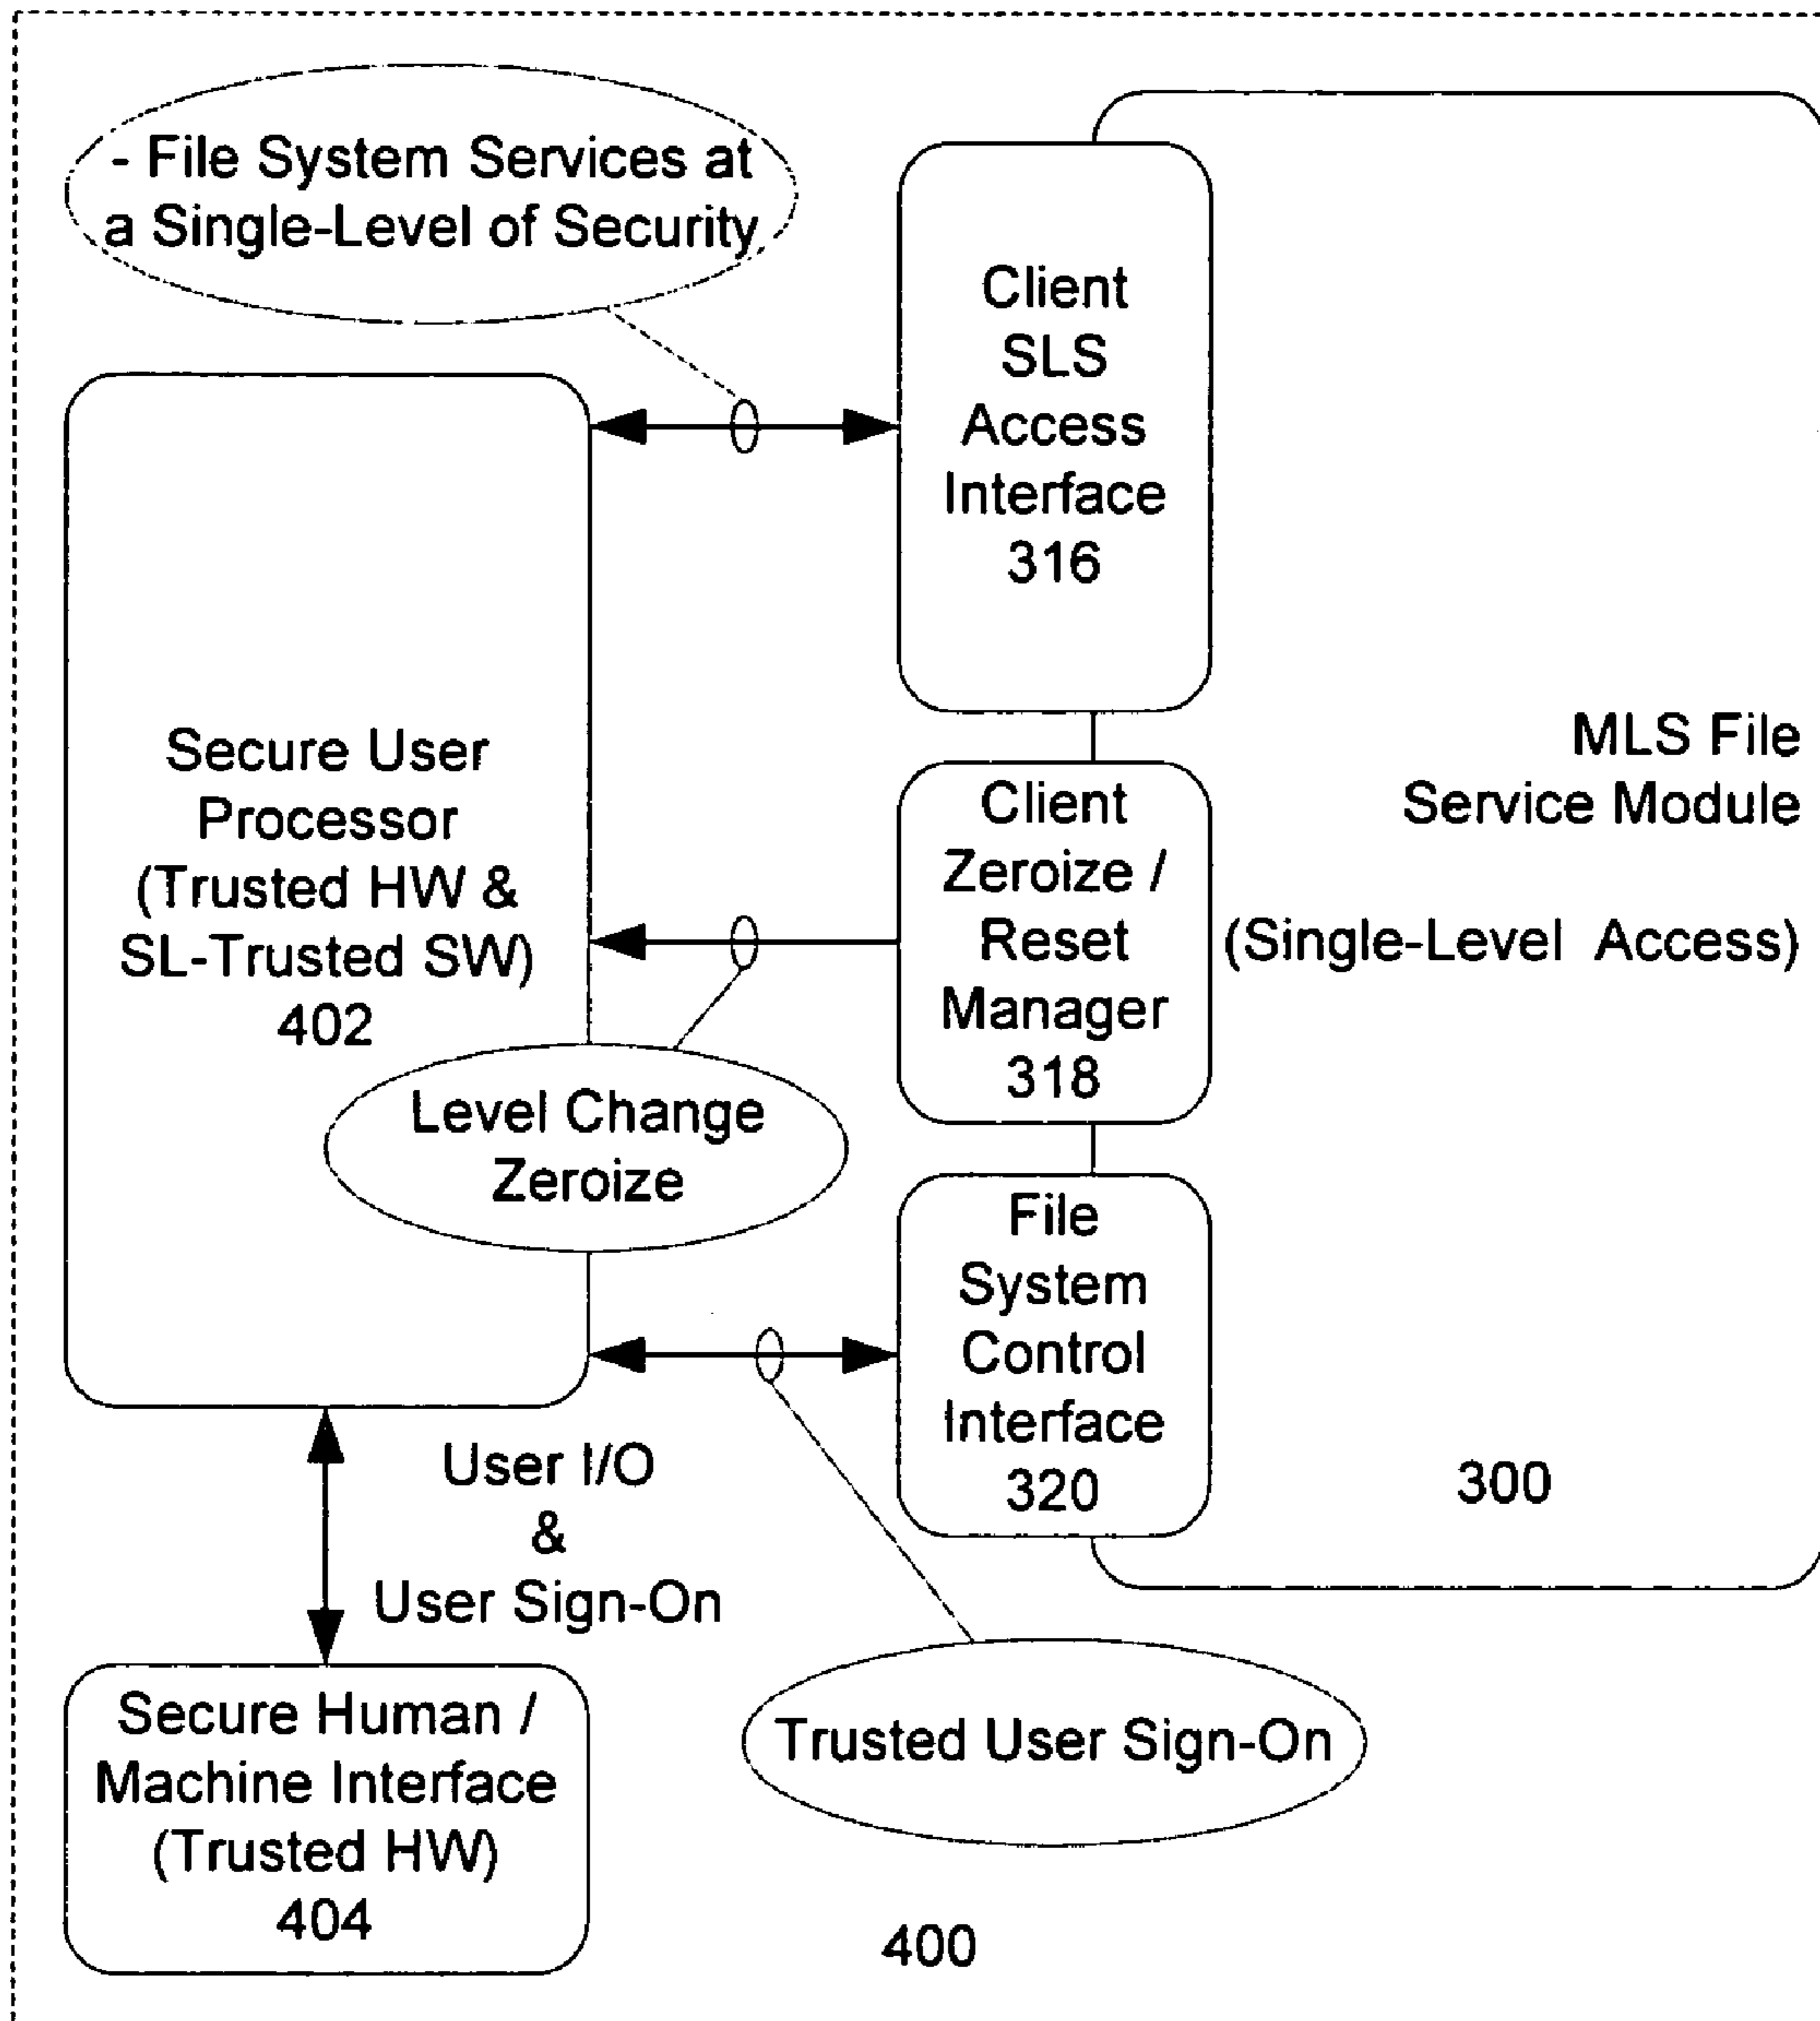 - File System Services at
a Single-Level of Security
Client
SLS
Access
Interface
316
Secure User
Processor
(Trusted HW &
SL-Trusted SW)
402
Client
Zeroize /
Reset
Manager
318
MLS File
Service Module
(Single-Level Access)
Level Change
Zeroize
File
System
Control
Interface
320
300
User I/O
&
User Sign-On
Secure Human /
Machine Interface
(Trusted HW)
404
Trusted User Sign-On
400